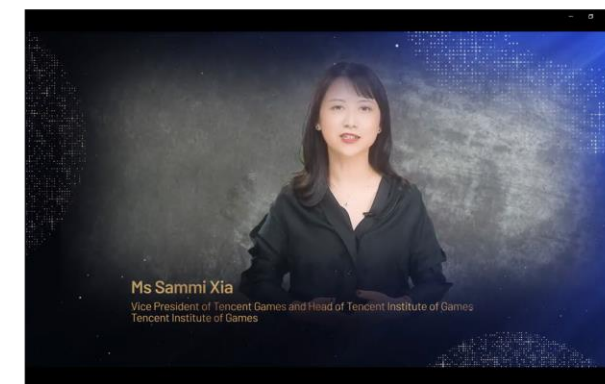 Ms Sammi Xia
Vice President of Tencent Games and Head of Tencent Institute of Games
Tencent Institute of Games